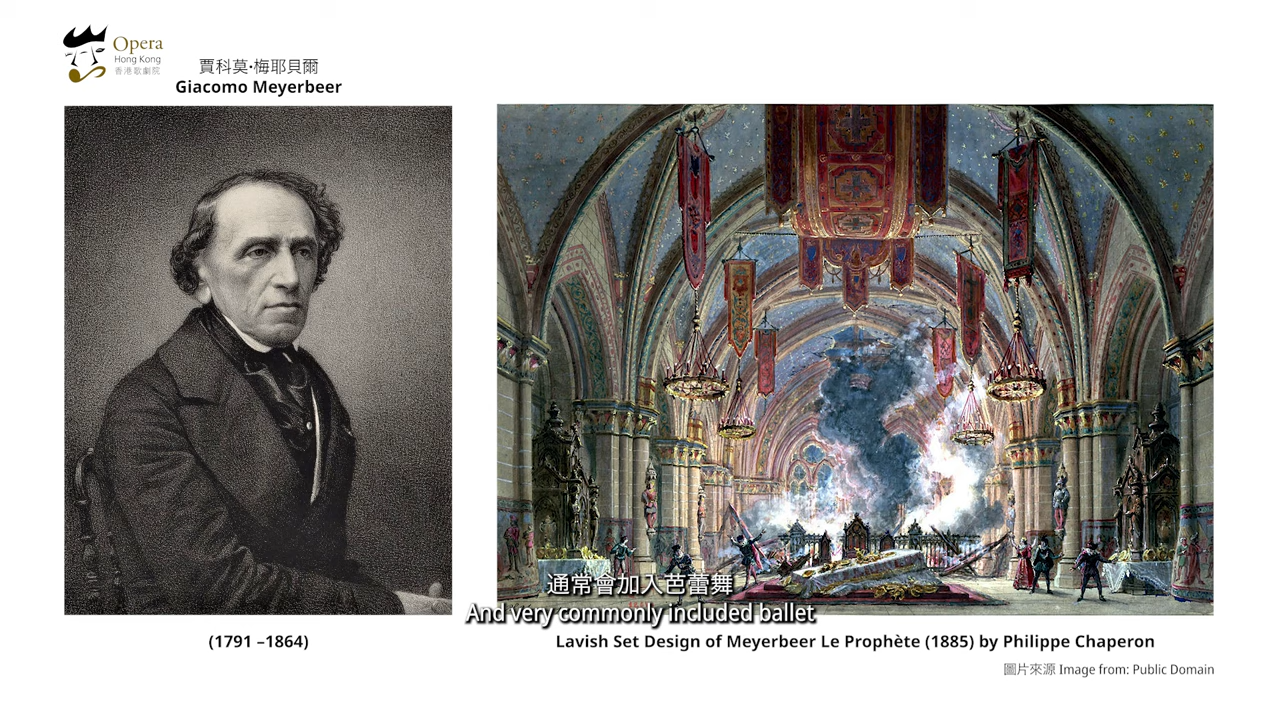 Opera
Hong Kong
香港歌劇院
賈科莫·梅耶貝爾
Giacomo Meyerbeer
通常會加入芭蕾舞
And very commonly included ballet
(1791 –1864)
Lavish Set Design of Meyerbeer Le Prophète (1885) by Philippe Chaperon
圖片來源 Image from: Public Domain